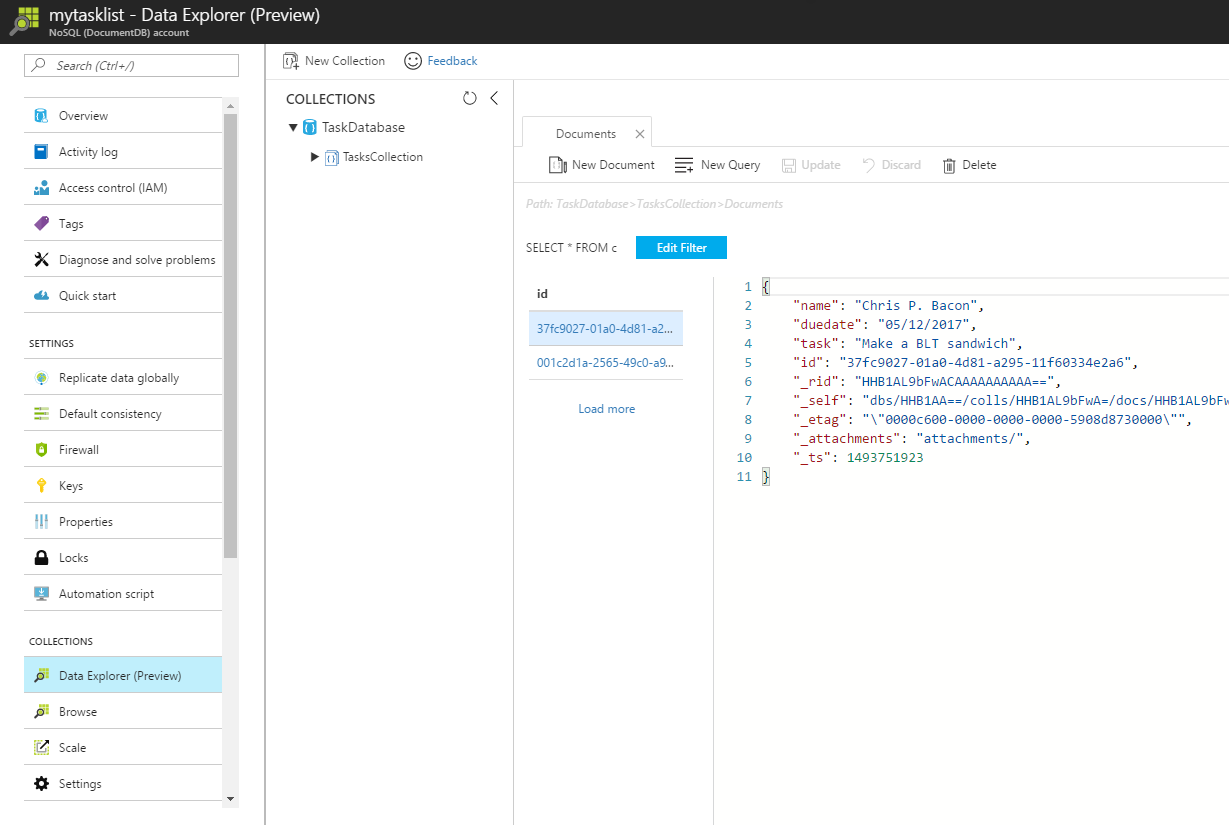 mytasklist - Data Explorer (Preview)
NoSQL (DocumentDB) account
Search (Ctrl+/)
Overview
Activity log
Access control (IAM)
Tags
Diagnose and solve problems
Quick start
SETTINGS
Replicate data globally
Default consistency
Firewall
Keys
Properties
Locks
Automation script
COLLECTIONS
Data Explorer (Preview)
Browse
Scale
Settings
New Collection
Feedback
COLLECTIONS
TaskDatabase
TasksCollection
Documents
New Document
New Query
Update
Discard
Delete
Path: TaskDatabase>TasksCollection>Documents
SELECT * FROM c
Edit Filter
id
37fc9027-01a0-4d81-a2...
001c2d1a-2565-49c0-a9...
Load more
1 {
2 "name": "Chris P. Bacon",
3 "duedate": "05/12/2017",
4 "task": "Make a BLT sandwich",
5 "id": "37fc9027-01a0-4d81-a295-11f60334e2a6",
6 "_rid": "HHB1AL9bFwACAAAAAAAAAA==",
7 "_self": "dbs/HHB1AA==/colls/HHB1AL9bFwA=/docs/HHB1AL9bFw
8 "_etag": "\"0000c600-0000-0000-0000-5908d8730000\"",
9 "_attachments": "attachments/",
10 "_ts": 1493751923
11 }